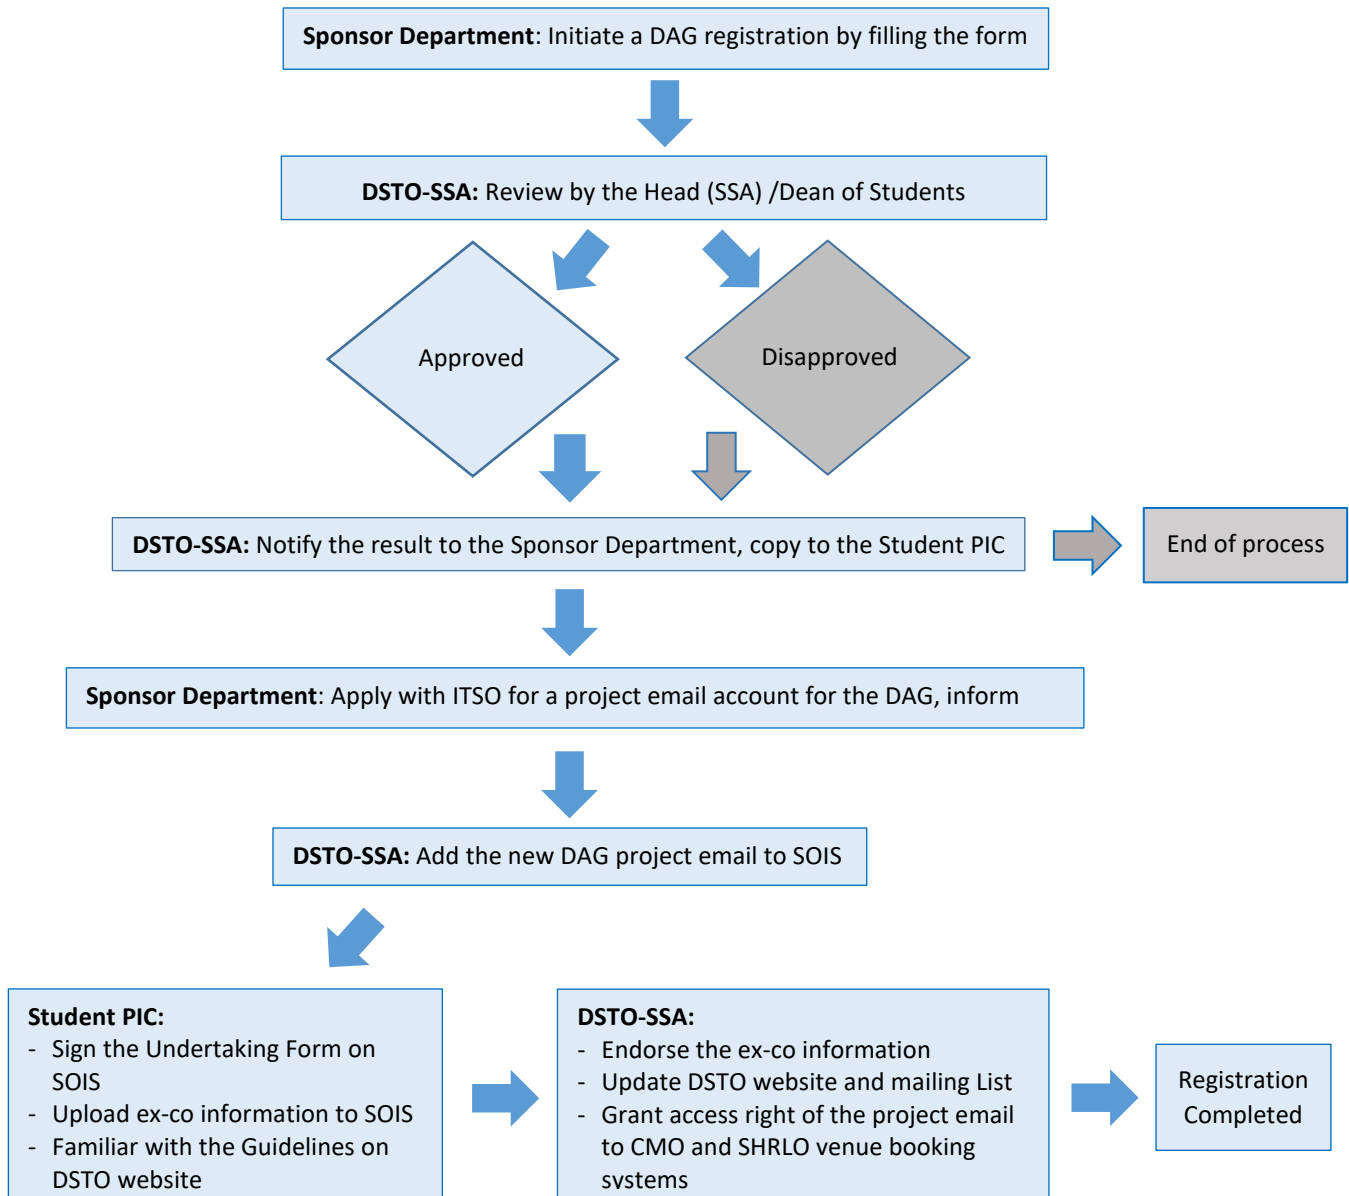 Sponsor Department: Initiate a DAG registration by filling the form
DSTO-SSA: Review by the Head (SSA) /Dean of Students
Approved
Disapproved
DSTO-SSA: Notify the result to the Sponsor Department, copy to the Student PIC
End of process
Sponsor Department: Apply with ITSO for a project email account for the DAG, inform
DSTO-SSA: Add the new DAG project email to SOIS
Student PIC:
- Sign the Undertaking Form on
SOIS
- Upload ex-co information to SOIS
- Familiar with the Guidelines on
DSTO website
DSTO-SSA:
- Endorse the ex-co information
- Update DSTO website and mailing List
- Grant access right of the project email
to CMO and SHRLO venue booking
systems
Registration
Completed